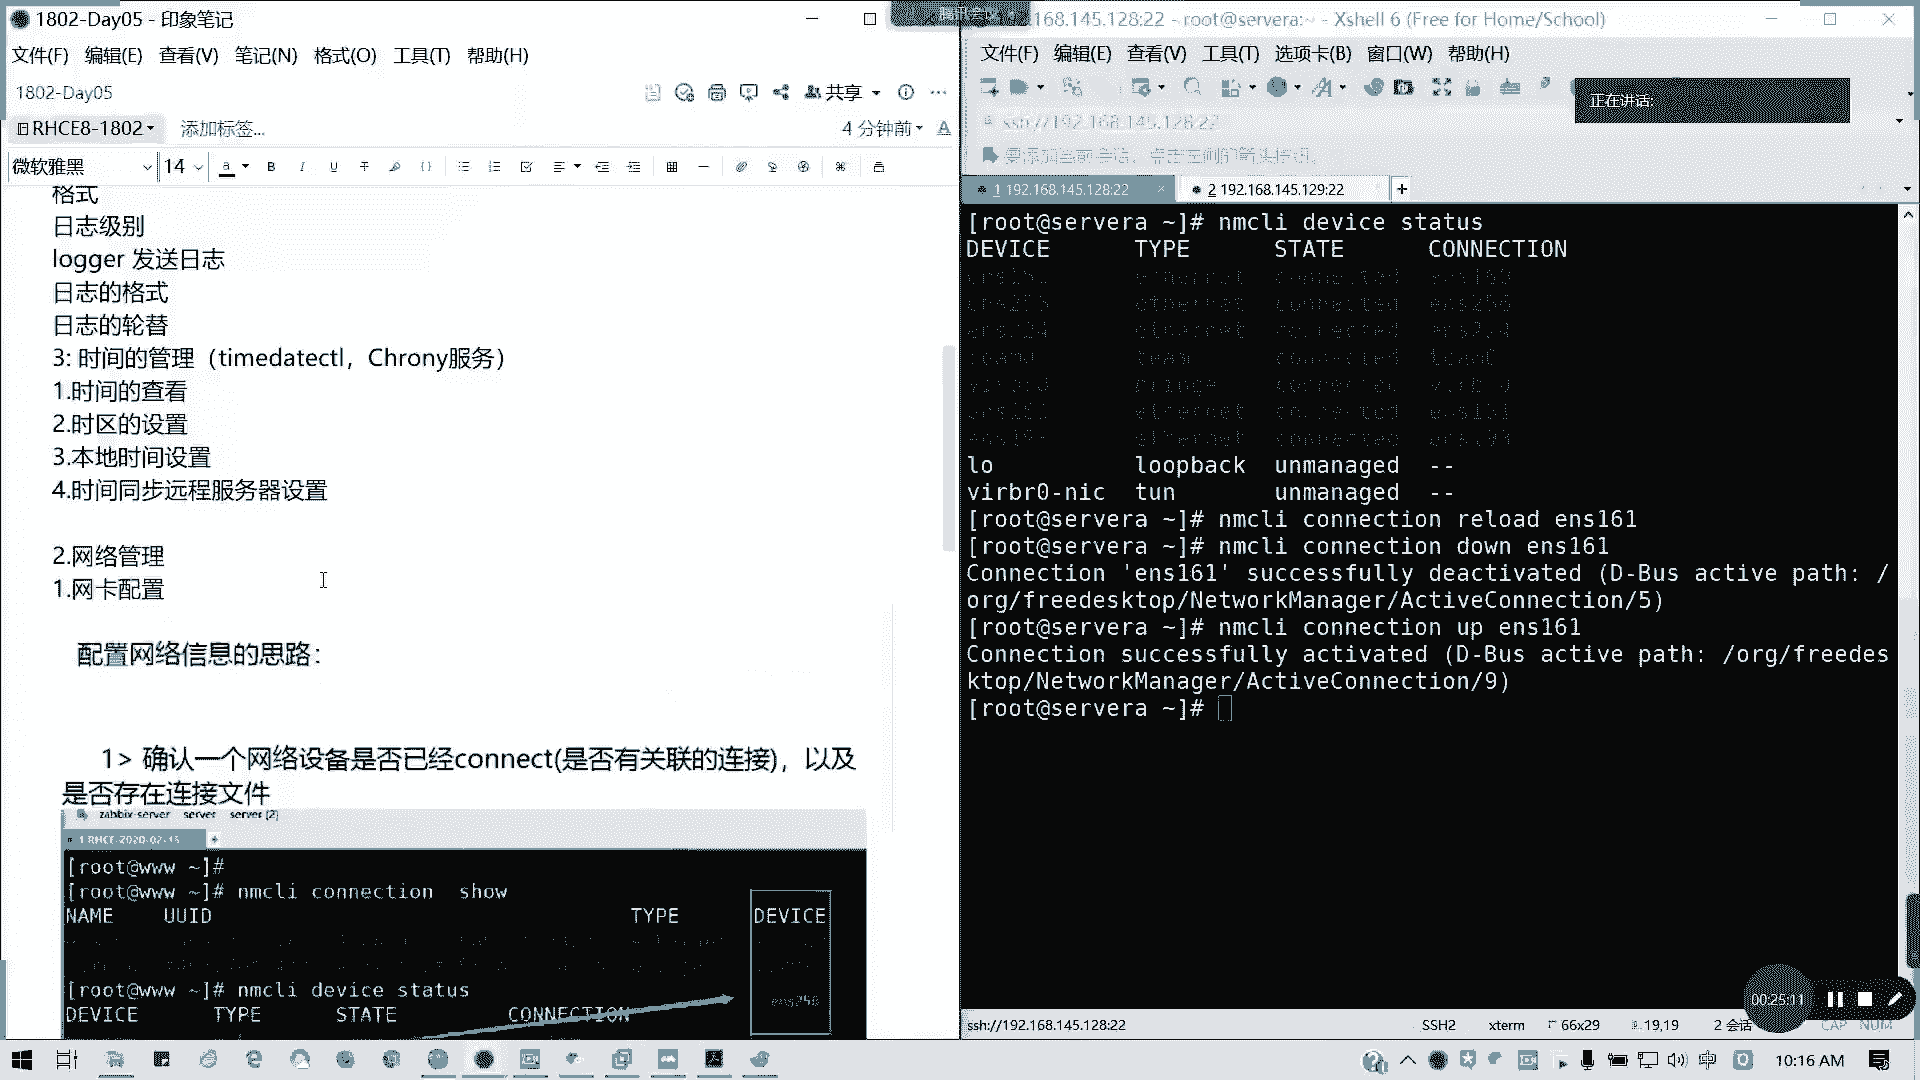 1802-Day05 - 印象笔记
文件(F) 编辑(E) 查看(V) 笔记(N) 格式(O) 工具(T) 帮助(H)
1802-Day05
共享
RHCE8-1802
添加标签...
4 分钟前
微软雅黑
14
格式
日志级别
logger 发送日志
日志的格式
日志的轮替
3: 时间的管理（timedatectl，Chrony服务）
1.时间的查看
2.时区的设置
3.本地时间设置
4.时间同步远程服务器设置
2.网络管理
1.网卡配置
配置网络信息的思路：
1> 确认一个网络设备是否已经connect(是否有关联的连接)，以及
是否存在连接文件
zabbix-server server server (2)
1 RHCE-2020-02-15
[root@www ~]#
[root@www ~]# nmcli connection  show
NAME UUID TYPE DEVICE
[root@www ~]# nmcli device status
ens256
DEVICE TYPE STATE CONNECTION
168.145.128:22 - root@servera:~ - Xshell 6 (Free for Home/School)
文件(F) 编辑(E) 查看(V) 工具(T) 选项卡(B) 窗口(W) 帮助(H)
正在讲话:
ssh://192.168.145.128:22
1 192.168.145.128:22
2 192.168.145.129:22
[root@servera ~]# nmcli device status
DEVICE TYPE STATE CONNECTION
lo loopback unmanaged --
virbr0-nic tun unmanaged --
[root@servera ~]# nmcli connection reload ens161
[root@servera ~]# nmcli connection down ens161
Connection 'ens161' successfully deactivated (D-Bus active path: /
org/freedesktop/NetworkManager/ActiveConnection/5)
[root@servera ~]# nmcli connection up ens161
Connection successfully activated (D-Bus active path: /org/freedes
ktop/NetworkManager/ActiveConnection/9)
[root@servera ~]#
00:25:11
ssh://192.168.145.128:22 SSH2 xterm 66x29 19,19 2 会话 CAP NUM
中
10:16 AM